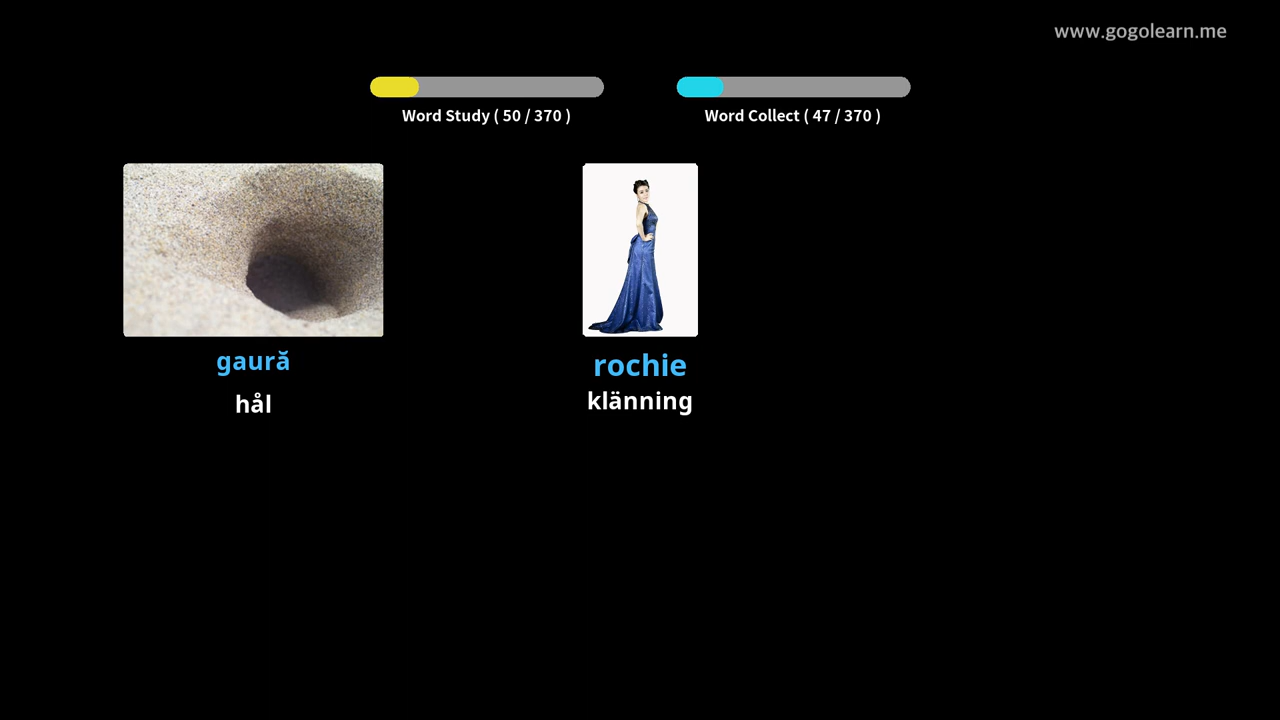 www.gogolearn.me
Word Study ( 50 / 370 )
Word Collect ( 47 / 370 )
gaură
hål
rochie
klänning